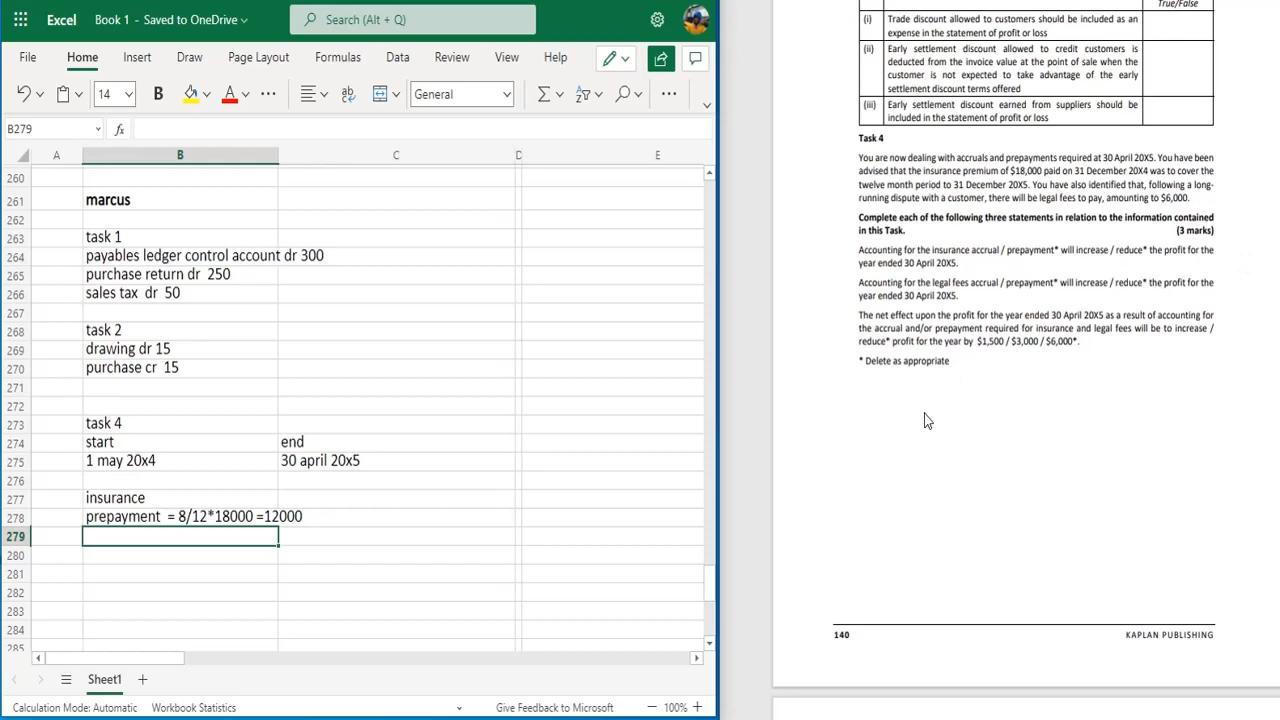 Excel
Book 1 - Saved to OneDrive
Search (Alt + Q)
File
Home
Insert
Draw
Page Layout
Formulas
Data
Review
View
Help
14
B
A
General
B279
fx
A
B
C
D
E
260
261
marcus
262
263
task 1
264
payables ledger control account dr 300
265
purchase return dr 250
266
sales tax dr 50
267
268
task 2
269
drawing dr 15
270
purchase cr 15
271
272
273
task 4
274
start
end
275
1 may 20x4
30 april 20x5
276
277
insurance
278
prepayment = 8/12*18000 =12000
279
280
281
282
283
284
285
Sheet1
Calculation Mode: Automatic
Workbook Statistics
Give Feedback to Microsoft
100%
True/False
(i) Trade discount allowed to customers should be included as an
expense in the statement of profit or loss
(ii) Early settlement discount allowed to credit customers is
deducted from the invoice value at the point of sale when the
customer is not expected to take advantage of the early
settlement discount terms offered
(iii) Early settlement discount earned from suppliers should be
included in the statement of profit or loss
Task 4
You are now dealing with accruals and prepayments required at 30 April 20X5. You have been
advised that the insurance premium of $18,000 paid on 31 December 20X4 was to cover the
twelve month period to 31 December 20X5. You have also identified that, following a long-
running dispute with a customer, there will be legal fees to pay, amounting to $6,000.
Complete each of the following three statements in relation to the information contained
in this Task. (3 marks)
Accounting for the insurance accrual / prepayment* will increase / reduce* the profit for the
year ended 30 April 20X5.
Accounting for the legal fees accrual / prepayment* will increase / reduce* the profit for the
year ended 30 April 20X5.
The net effect upon the profit for the year ended 30 April 20X5 as a result of accounting for
the accrual and/or prepayment required for insurance and legal fees will be to increase /
reduce* profit for the year by $1,500 / $3,000 / $6,000*.
* Delete as appropriate
140
KAPLAN PUBLISHING